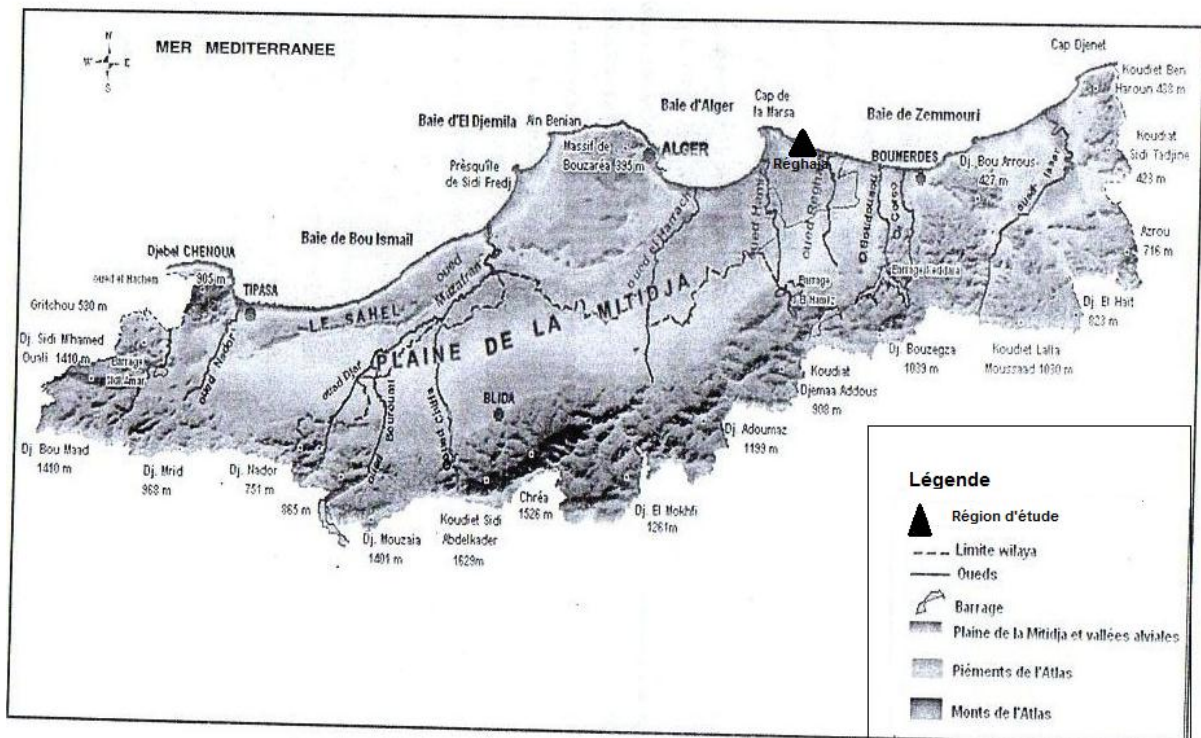 N
W E
S
MER MEDITERRANEE
Cap Djenet
Koudiet Ben
Haroun 438 m
Baie d'Alger
Cap de
la Marsa
Baie de Zemmouri
Baie d'El Djemila
Ain Benian
Massif de
Bouzaréa 395 m
ALGER
Réghaia
BOUMERDES
Dj. Bou Arrous
427 m
Koudiat
Sidi Tadjine
423 m
Présqu'île
de Sidi Fredj
oued Isser
Oued Hamiz
Oued Reghaia
O Boudouaou
O Corso
oued el Harrach
Azrou
716 m
Djebel CHENOUA
oued el Hachem
905 m
Baie de Bou Ismail
oued
Mazafran
Barrage Keddara
Barrage
El Hamiz
Gritchou 530 m
TIPASA
LE SAHEL
PLAINE DE LA MITIDJA
Dj. El Hait
823 m
Dj. Sidi M'hamed
Ouali 1410 m
Barrage
Sidi Amar
oued Nador
oued Djer
Dj. Bouzegza
1039 m
Koudiet Lalla
Moussaad 1030 m
Koudiat
Djemaa Addous
908 m
oued
Bouroumi
Oued Chiffa
BLIDA
Dj. Bou Maad
1410 m
Dj. Mrid
968 m
Dj. Nador
751 m
865 m
Dj. Adoumaz
1199 m
Chréa
1526 m
Dj. El Mokhfi
1261m
Koudiet Sidi
Abdelkader
1629m
Dj. Mouzaia
1401 m
Légende
Région d'étude
Limite wilaya
Oueds
Barrage
Plaine de la Mitidja et vallées alviales
Piéments de l'Atlas
Monts de l'Atlas